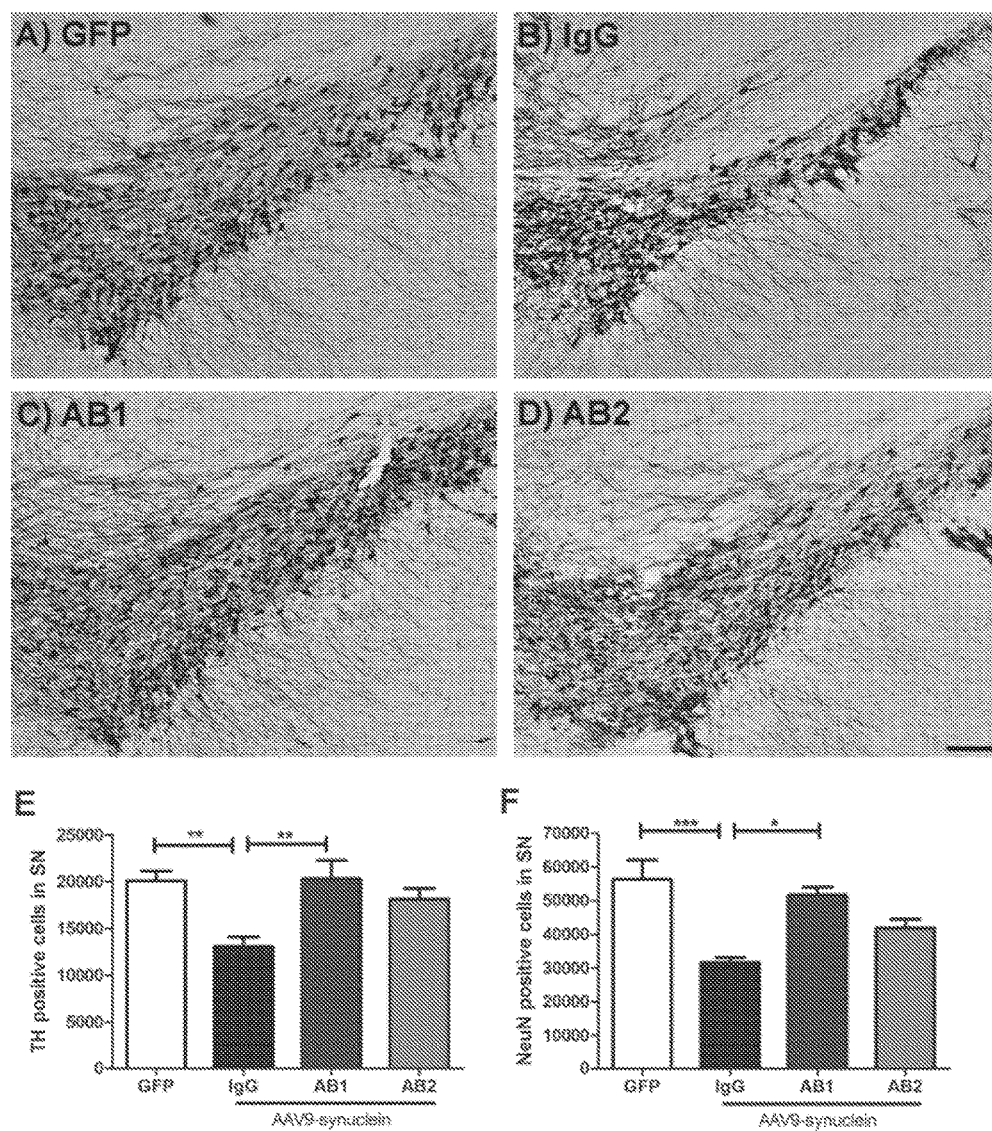 A) GFP
B) IgG
C) AB1
D) AB2
E
TH positive cells in SN
25000
20000
15000
10000
5000
0
** **
GFP IgG AB1 AB2
AAV9-synuclein
F
NeuN positive cells in SN
70000
60000
50000
40000
30000
20000
10000
0
*** *
GFP IgG AB1 AB2
AAV9-synuclein